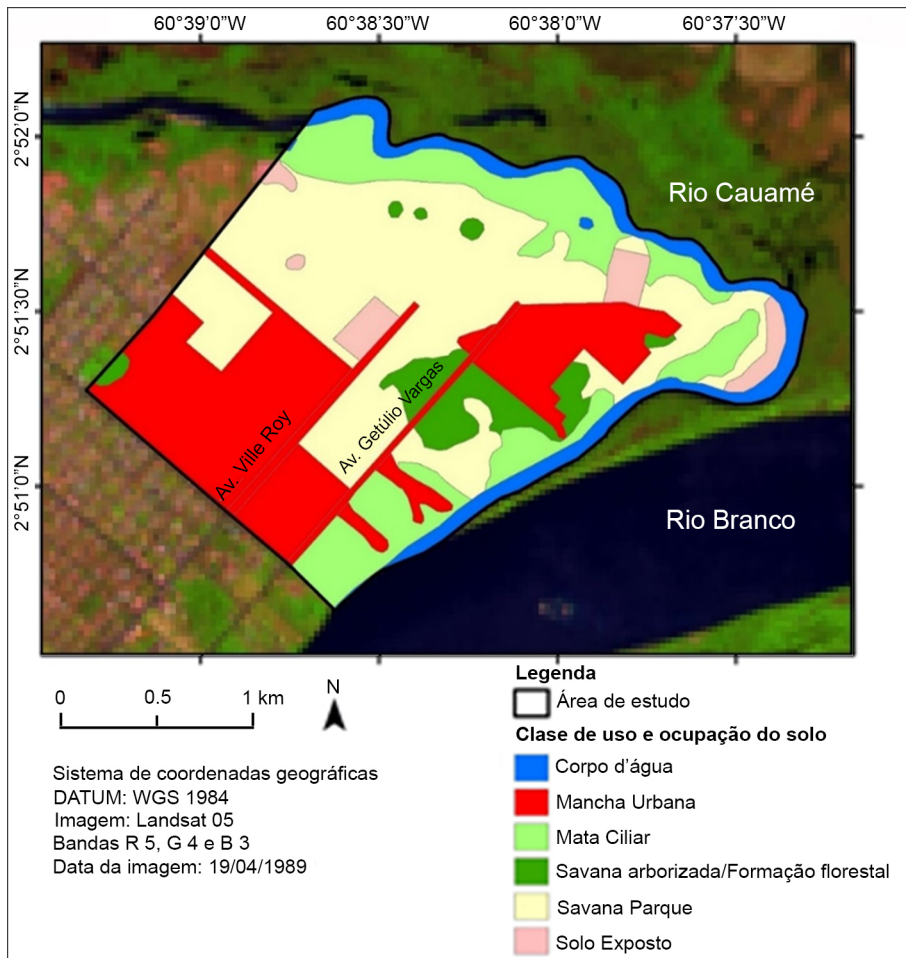 60°39'0"W 60°38'30"W 60°38'0"W 60°37'30"W
2°52'0"N
2°51'30"N
2°51'0"N
Rio Cauamé
Av. Ville Roy
Av. Getúlio Vargas
Rio Branco
0 0.5 1 km
N
Sistema de coordenadas geográficas
DATUM: WGS 1984
Imagem: Landsat 05
Bandas R 5, G 4 e B 3
Data da imagem: 19/04/1989
Legenda
Área de estudo
Clase de uso e ocupação do solo
Corpo d'água
Mancha Urbana
Mata Ciliar
Savana arborizada/Formação florestal
Savana Parque
Solo Exposto